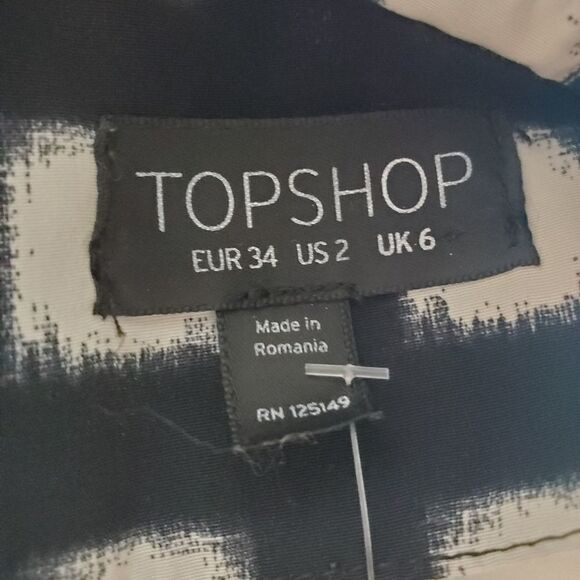 TOPSHOP
EUR 34 US 2 UK 6
Made in
Romania
RN 125149